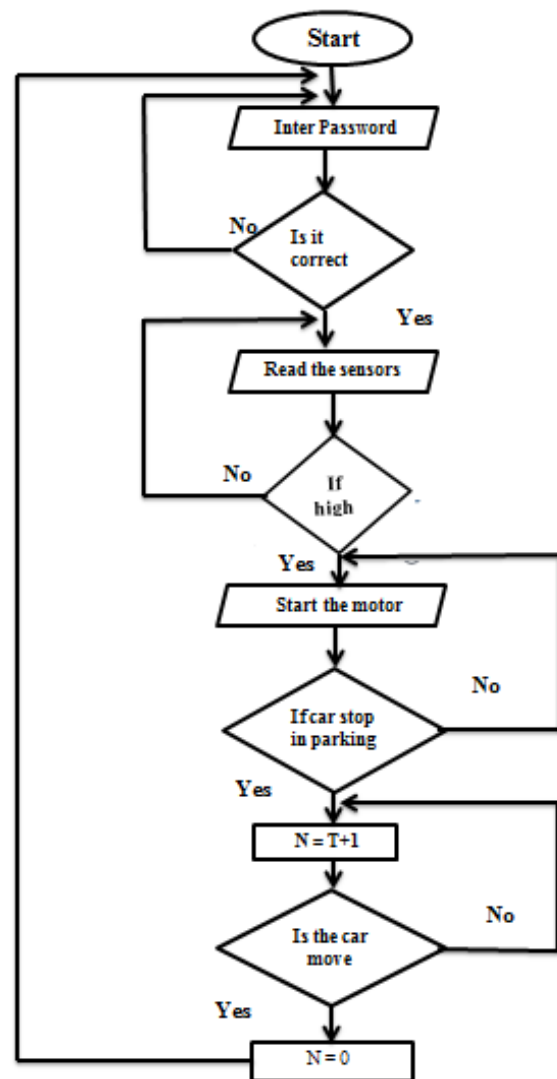 Start
Inter Password
No
Is it
correct
Yes
Read the sensors
No
If
high
Yes
Start the motor
No
If car stop
in parking
Yes
N = T+1
No
Is the car
move
Yes
N = 0